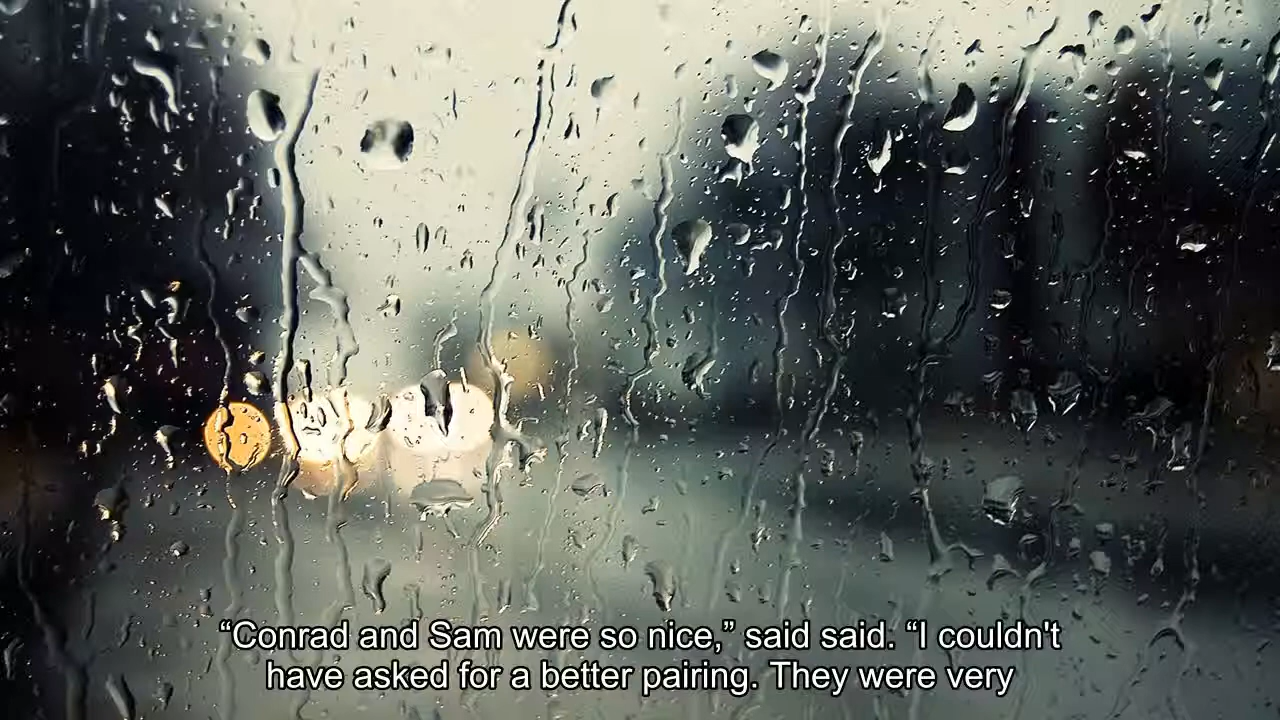 “Conrad and Sam were so nice,” said said. “I couldn't
have asked for a better pairing. They were very